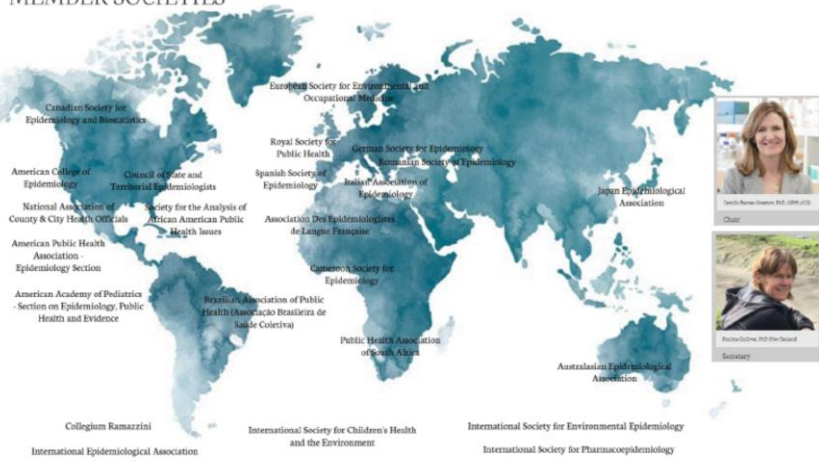 MEMBER SOCIETIES
European Society for Environmental and
Occupational Medicine
Canadian Society for
Epidemiology and Biostatistics
Royal Society for
Public Health
German Society for Epidemiology
Romanian Society of Epidemiology
American College of
Epidemiology
Council of State and
Territorial Epidemiologists
Spanish Society of
Epidemiology
Italian Association of
Epidemiology
Japan Epidemiological
Association
National Association of
County & City Health Officials
Society for the Analysis of
African American Public
Health Issues
Association Des Epidémiologistes
de Langue Française
American Public Health
Association -
Epidemiology Section
Cameroon Society for
Epidemiology
American Academy of Pediatrics
- Section on Epidemiology, Public
Health and Evidence
Brazilian Association of Public
Health (Associação Brasileira de
Saúde Coletiva)
Public Health Association
of South Africa
Australasian Epidemiological
Association
Collegium Ramazzini
International Epidemiological Association
International Society for Children's Health
and the Environment
International Society for Environmental Epidemiology
International Society for Pharmacoepidemiology
Chair
Secretary